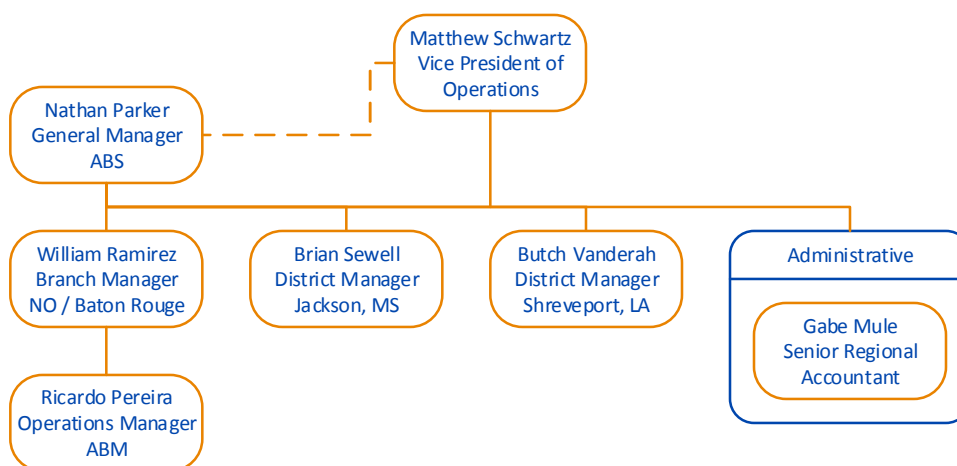 Matthew Schwartz
Vice President of
Operations
Nathan Parker
General Manager
ABS
William Ramirez
Branch Manager
NO / Baton Rouge
Brian Sewell
District Manager
Jackson, MS
Butch Vanderah
District Manager
Shreveport, LA
Administrative
Gabe Mule
Senior Regional
Accountant
Ricardo Pereira
Operations Manager
ABM